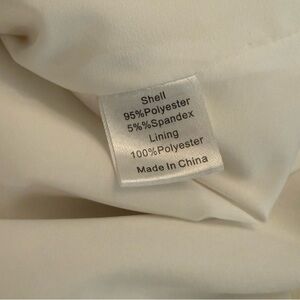 Shell
95%Polyester
5%%Spandex
Lining
100%Polyester
Made In China